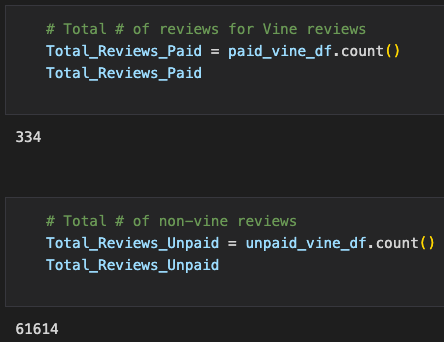 # Total # of reviews for Vine reviews
Total_Reviews_Paid = paid_vine_df.count()
Total_Reviews_Paid
334
# Total # of non-vine reviews
Total_Reviews_Unpaid = unpaid_vine_df.count()
Total_Reviews_Unpaid
61614